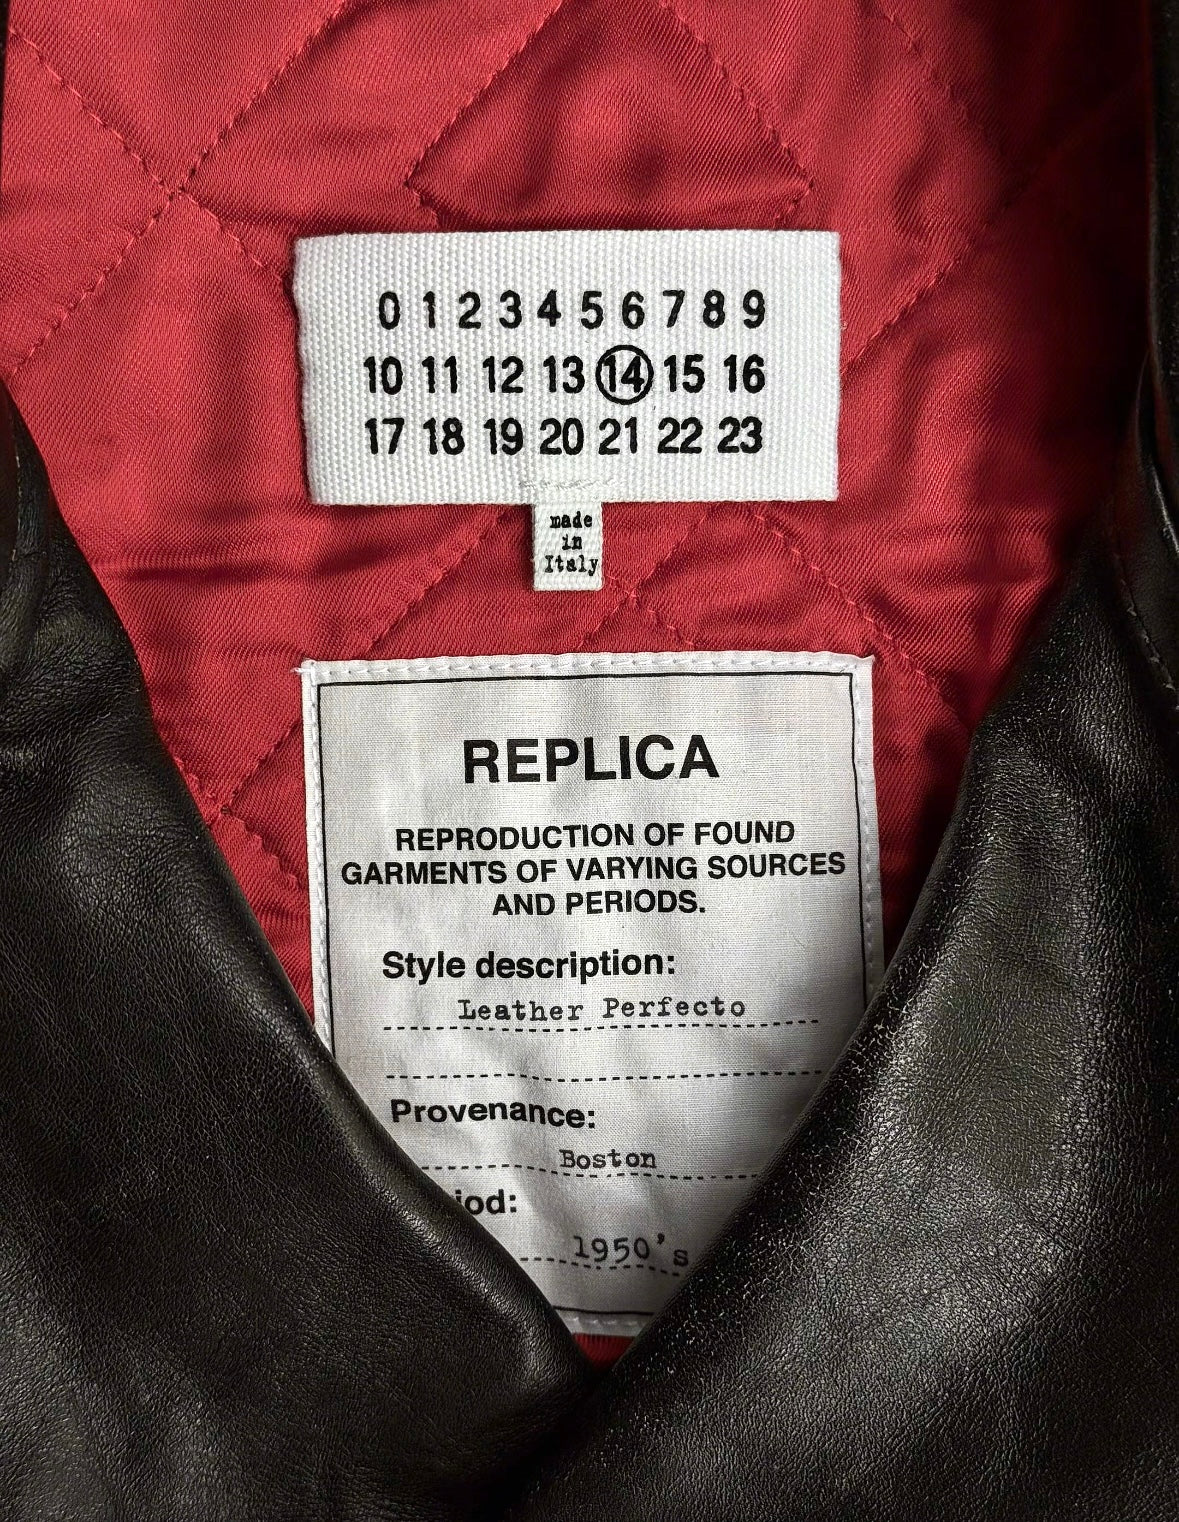 0 1 2 3 4 5 6 7 8 9
10 11 12 13 14 15 16
17 18 19 20 21 22 23
made
in
Italy
REPLICA
REPRODUCTION OF FOUND
GARMENTS OF VARYING SOURCES
AND PERIODS.
Style description:
Leather Perfecto
Provenance:
Boston
iod:
1950's